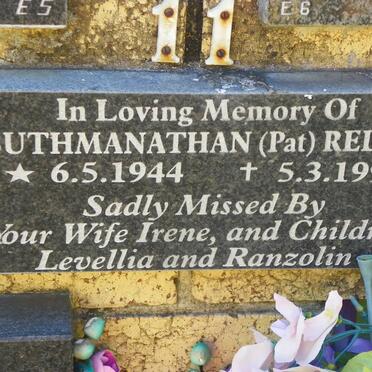 E5
E6
11
In Loving Memory Of
UTHMANATHAN (Pat) RED
★ 6.5.1944 † 5.3.199
Sadly Missed By
Your Wife Irene, and Childr
Levellia and Ranzolin